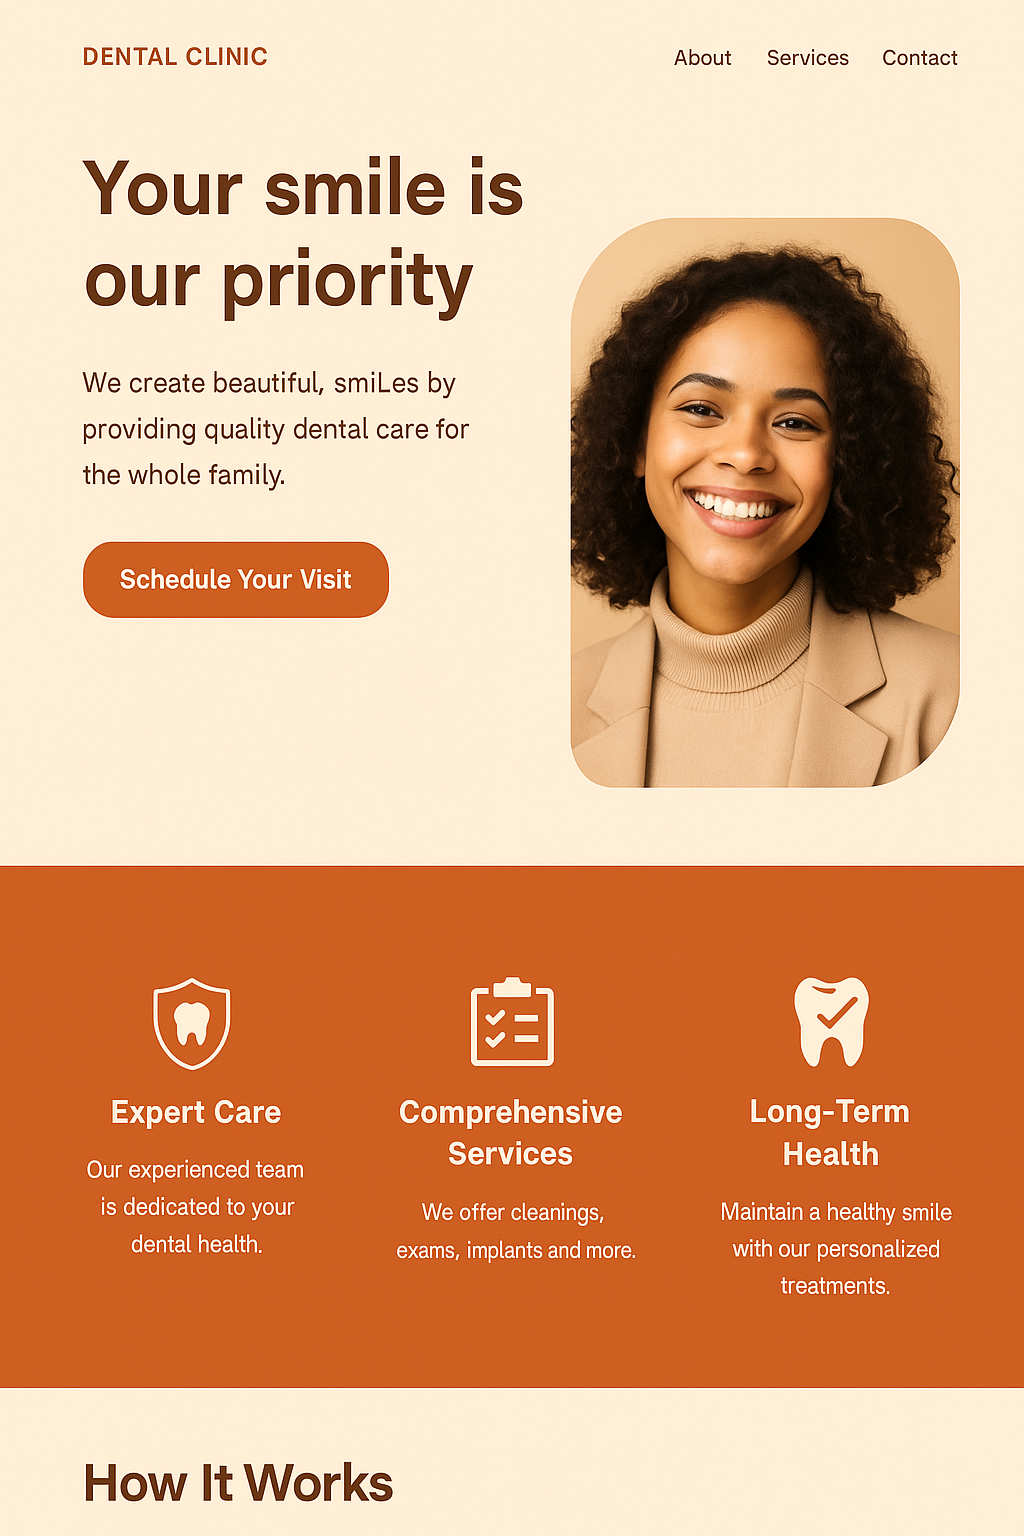 DENTAL CLINIC
About Services Contact
Your smile is
our priority
We create beautiful, smiLes by
providing quality dental care for
the whole family.
Schedule Your Visit
Expert Care
Our experienced team
is dedicated to your
dental health.
Comprehensive
Services
We offer cleanings,
exams, implants and more.
Long-Term
Health
Maintain a healthy smile
with our personalized
treatments.
How It Works